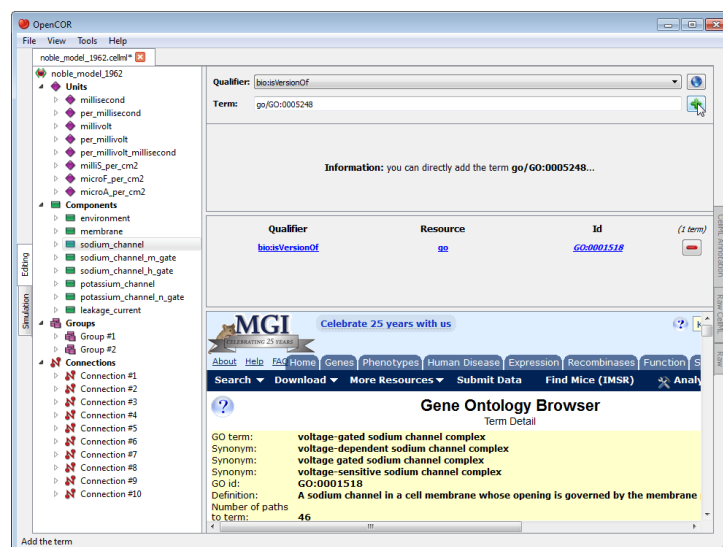 OpenCOR
File View Tools Help
noble_model_1962.cellml*
noble_model_1962
Units
millisecond
per_millisecond
millivolt
per_millivolt
per_millivolt_millisecond
milliS_per_cm2
microF_per_cm2
microA_per_cm2
Components
environment
membrane
sodium_channel
sodium_channel_m_gate
sodium_channel_h_gate
potassium_channel
potassium_channel_n_gate
leakage_current
Groups
Group #1
Group #2
Connections
Connection #1
Connection #2
Connection #3
Connection #4
Connection #5
Connection #6
Connection #7
Connection #8
Connection #9
Connection #10
Editing
Simulation
Qualifier: bio:isVersionOf
Term: go/GO:0005248
Information: you can directly add the term go/GO:0005248...
Qualifier Resource Id (1 term)
bio:isVersionOf go GO:0001518
CellML Annotation
Raw CellML
Raw
MGI
CELEBRATING 25 YEARS
Celebrate 25 years with us
? K
About Help FAQ
Home Genes Phenotypes Human Disease Expression Recombinases Function S
Search Download More Resources Submit Data Find Mice (IMSR) Analy
? Gene Ontology Browser
Term Detail
GO term: voltage-gated sodium channel complex
Synonym: voltage-dependent sodium channel complex
Synonym: voltage gated sodium channel complex
Synonym: voltage-sensitive sodium channel complex
GO id: GO:0001518
Definition: A sodium channel in a cell membrane whose opening is governed by the membrane
Number of paths
to term: 46
Add the term